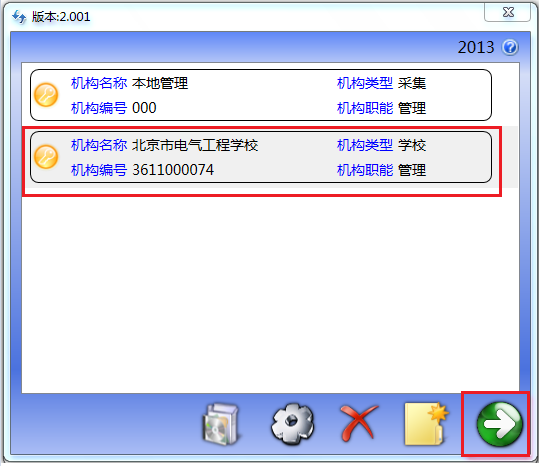 版本:2.001
2013
机构名称 本地管理 机构类型 采集
机构编号 000 机构职能 管理
机构名称 北京市电气工程学校 机构类型 学校
机构编号 3611000074 机构职能 管理